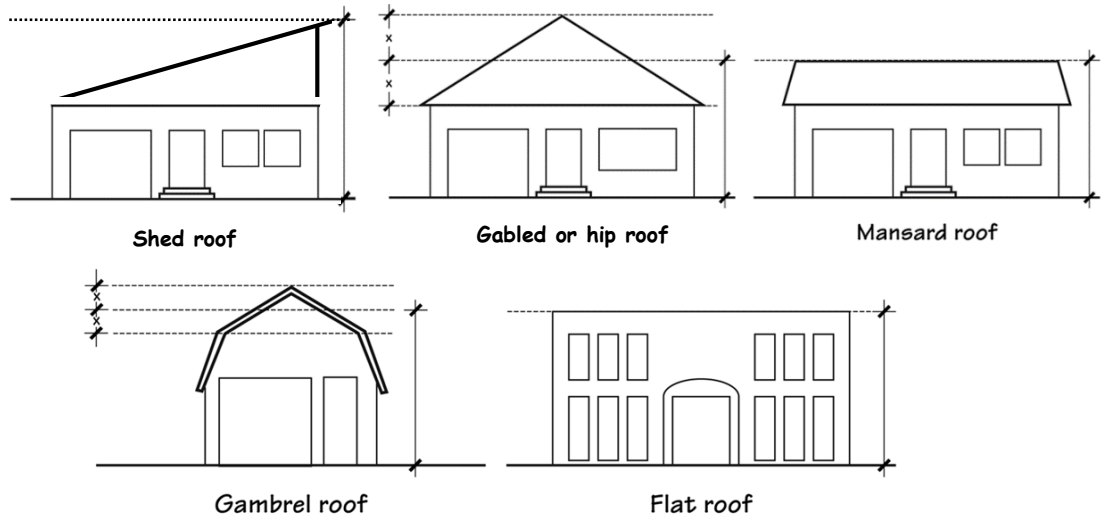 x
x
Shed roof
Gabled or hip roof
Mansard roof
x
x
Gambrel roof
Flat roof